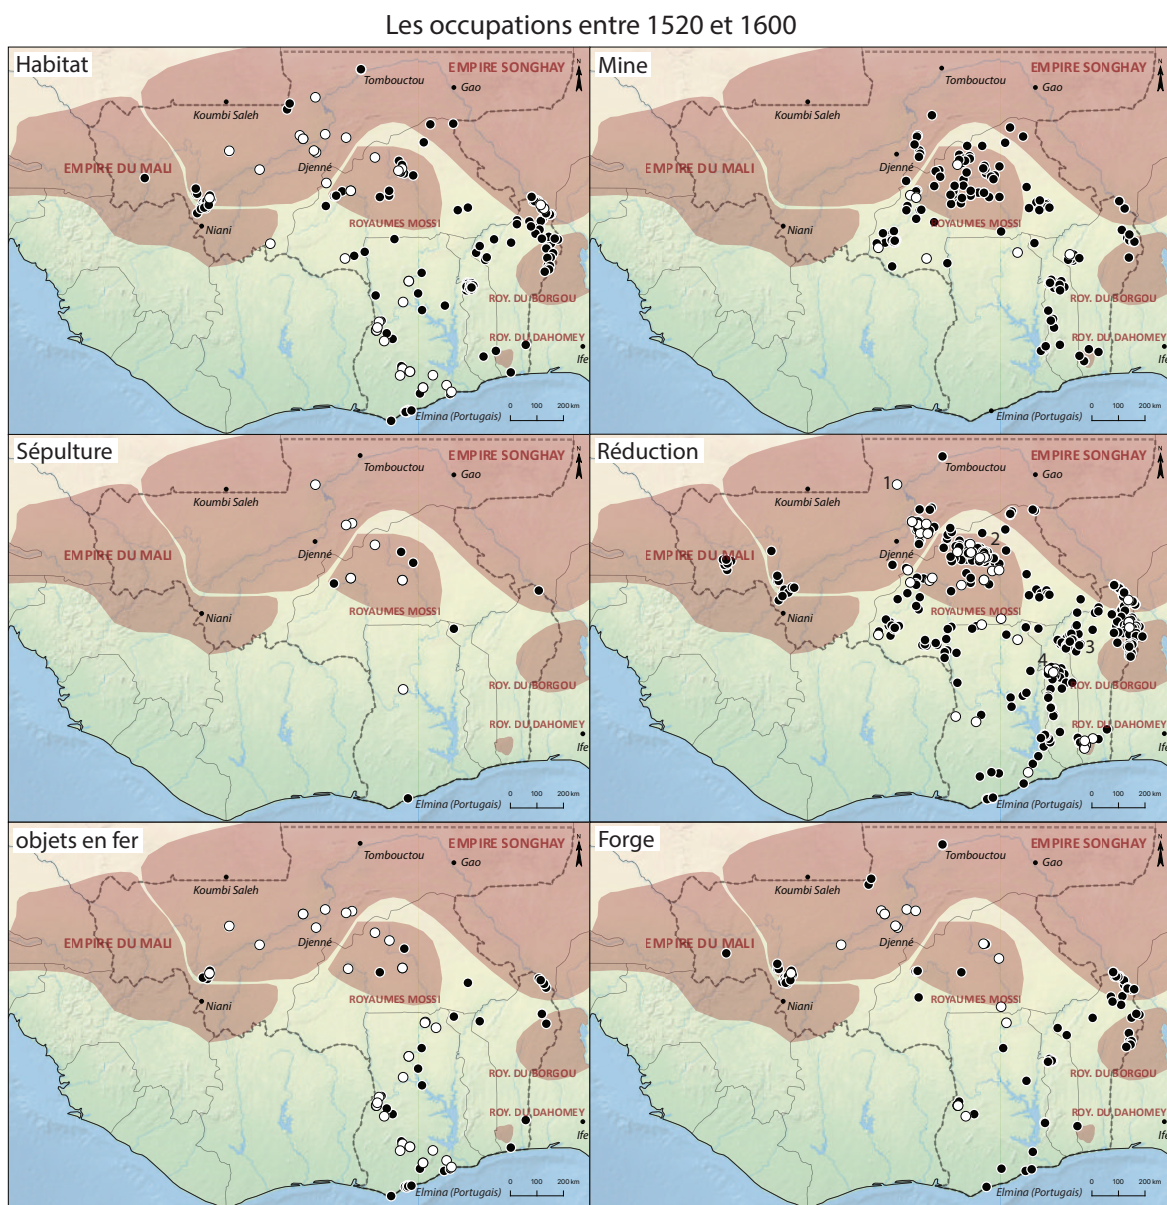 Les occupations entre 1520 et 1600
Habitat
EMPIRE SONGHAY
N
Tombouctou
Gao
Koumbi Saleh
Djenné
EMPIRE DU MALI
Niani
ROYAUMES MOSSI
ROY. DU BORGOU
ROY. DU DAHOMEY
Ife
Elmina (Portugais)
0 100 200 km
Mine
EMPIRE SONGHAY
N
Tombouctou
Gao
Koumbi Saleh
Djenné
EMPIRE DU MALI
Niani
ROYAUMES MOSSI
ROY. DU BORGOU
ROY. DU DAHOMEY
Ife
Elmina (Portugais)
0 100 200 km
Sépulture
EMPIRE SONGHAY
N
Tombouctou
Gao
Koumbi Saleh
Djenné
EMPIRE DU MALI
Niani
ROYAUMES MOSSI
ROY. DU BORGOU
ROY. DU DAHOMEY
Ife
Elmina (Portugais)
0 100 200 km
Réduction
EMPIRE SONGHAY
N
Tombouctou
Gao
1
Koumbi Saleh
Djenné
2
EMPIRE DU MALI
Niani
ROYAUMES MOSSI
3
4
ROY. DU BORGOU
ROY. DU DAHOMEY
Ife
Elmina (Portugais)
0 100 200 km
objets en fer
EMPIRE SONGHAY
N
Tombouctou
Gao
Koumbi Saleh
Djenné
EMPIRE DU MALI
Niani
ROYAUMES MOSSI
ROY. DU BORGOU
ROY. DU DAHOMEY
Ife
Elmina (Portugais)
0 100 200 km
Forge
EMPIRE SONGHAY
N
Tombouctou
Gao
Koumbi Saleh
Djenné
EMPIRE DU MALI
Niani
ROYAUMES MOSSI
ROY. DU BORGOU
ROY. DU DAHOMEY
Ife
Elmina (Portugais)
0 100 200 km